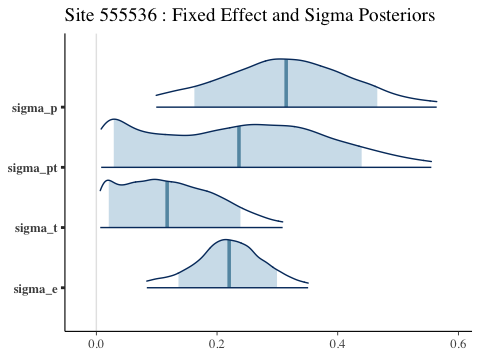 Site 555536 : Fixed Effect and Sigma Posteriors
sigma_p
sigma_pt
sigma_t
sigma_e
0.0 0.2 0.4 0.6